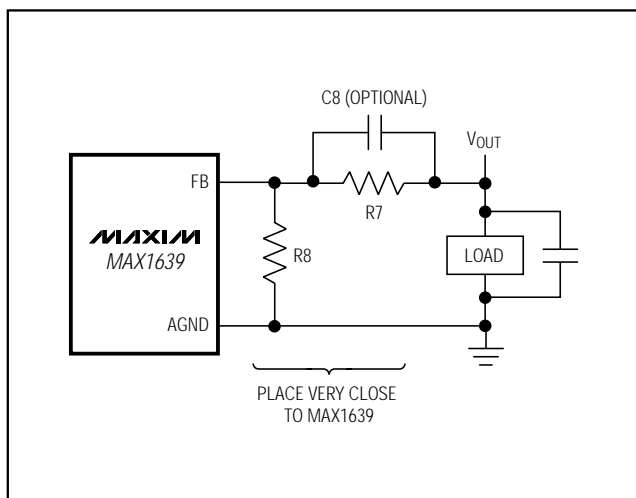 C8 (OPTIONAL)
VOUT
FB
R7
MAXIM
MAX1639
R8
LOAD
AGND
PLACE VERY CLOSE
TO MAX1639